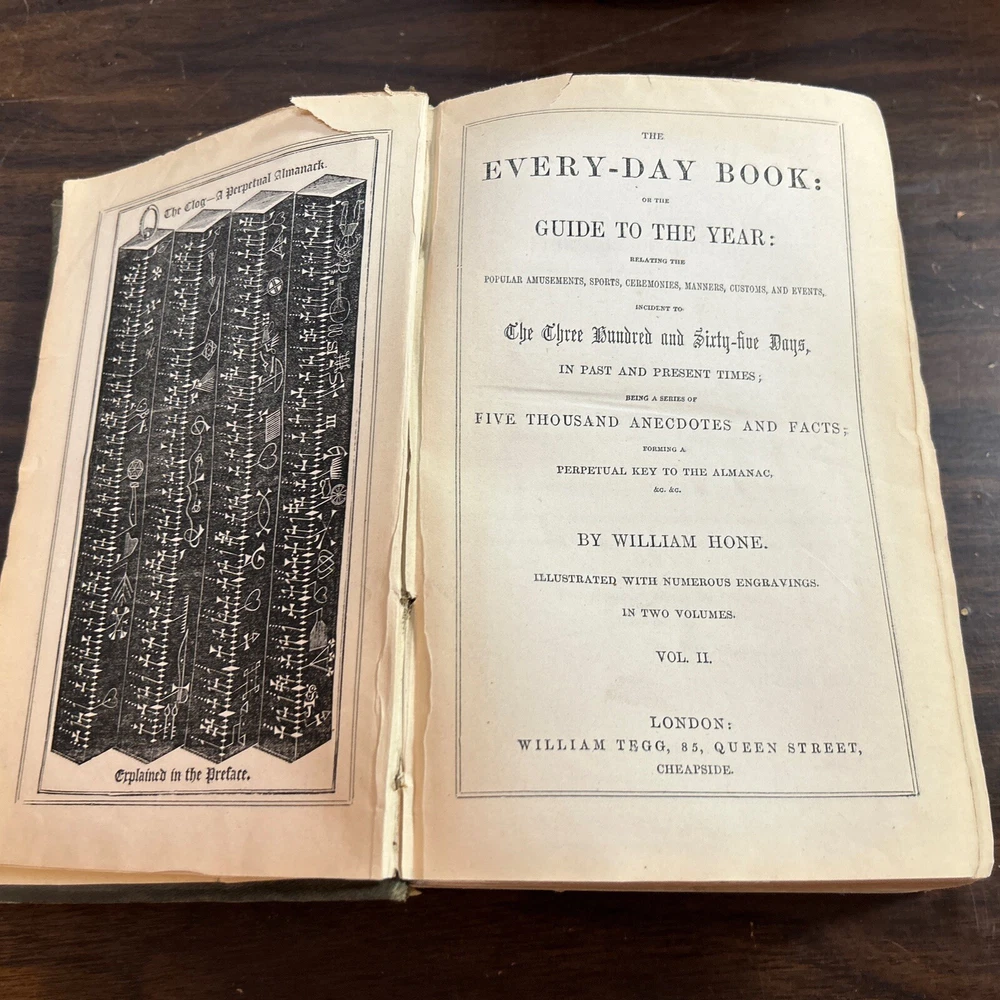 The Clog—A Perpetual Almanack.
Explained in the Preface.
THE
EVERY-DAY BOOK:
OR THE
GUIDE TO THE YEAR:
RELATING THE
POPULAR AMUSEMENTS, SPORTS, CEREMONIES, MANNERS, CUSTOMS, AND EVENTS,
INCIDENT TO
The Three Hundred and Sixty-five Days,
IN PAST AND PRESENT TIMES;
BEING A SERIES OF
FIVE THOUSAND ANECDOTES AND FACTS;
FORMING A
PERPETUAL KEY TO THE ALMANAC,
&C. &C.
BY WILLIAM HONE.
ILLUSTRATED WITH NUMEROUS ENGRAVINGS.
IN TWO VOLUMES.
VOL. II.
LONDON:
WILLIAM TEGG, 85, QUEEN STREET,
CHEAPSIDE.